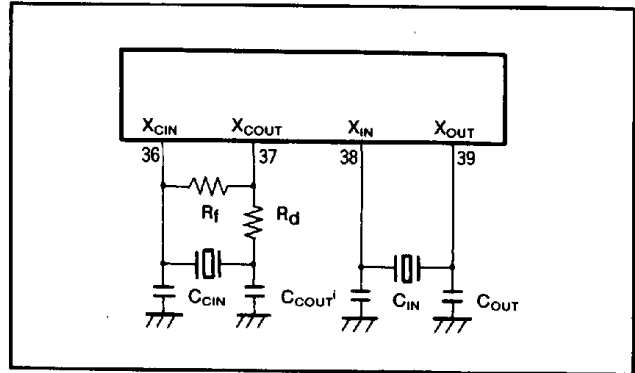 XCIN XCOUT XIN XOUT
36 37 38 39
Rf Rd
CCIN CCOUT CIN COUT